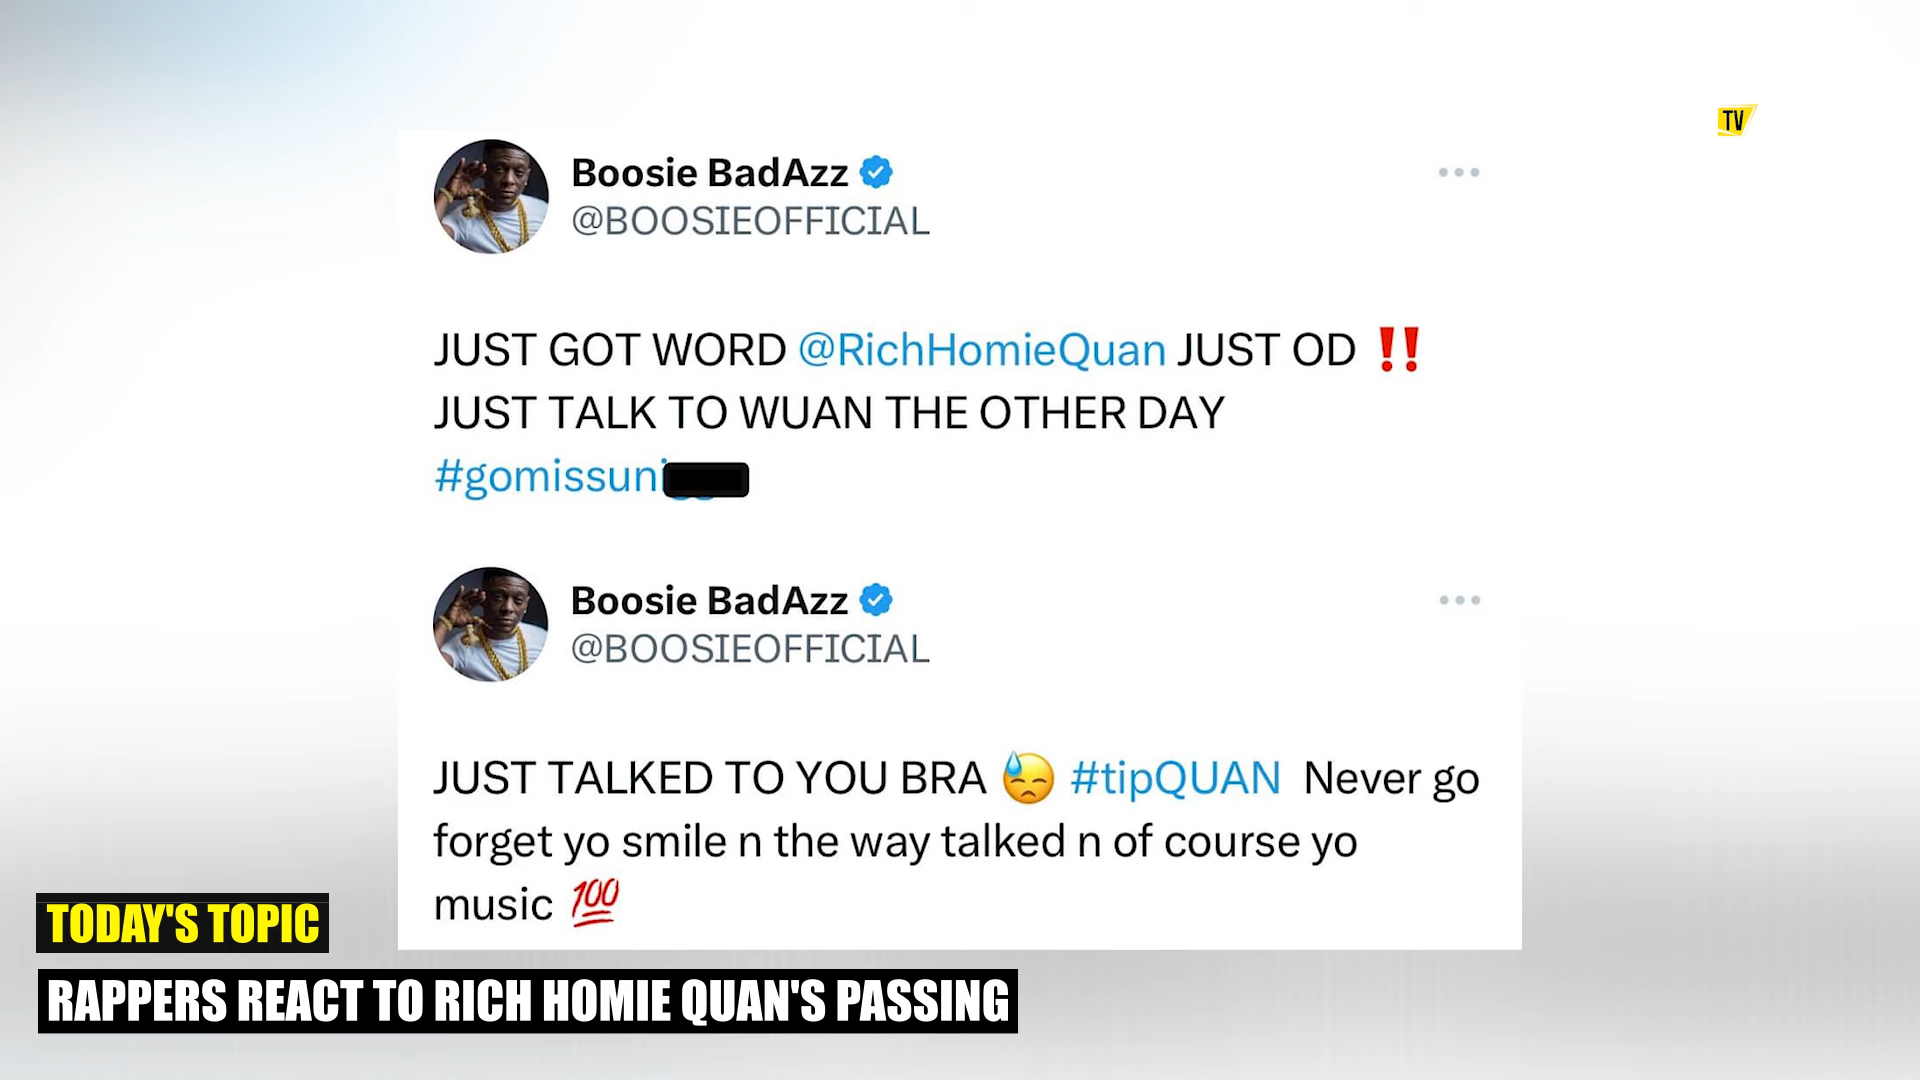 TV
Boosie BadAzz
@BOOSIEOFFICIAL
JUST GOT WORD @RichHomieQuan JUST OD ‼️
JUST TALK TO WUAN THE OTHER DAY
#gomissuni
Boosie BadAzz
@BOOSIEOFFICIAL
JUST TALKED TO YOU BRA 😓 #tipQUAN Never go
forget yo smile n the way talked n of course yo
music 💯
TODAY'S TOPIC
RAPPERS REACT TO RICH HOMIE QUAN'S PASSING